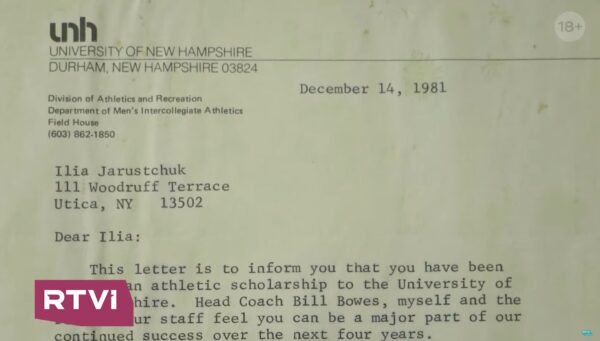 unh
18+
UNIVERSITY OF NEW HAMPSHIRE
DURHAM, NEW HAMPSHIRE 03824
December 14, 1981
Division of Athletics and Recreation
Department of Men's Intercollegiate Athletics
Field House
(603) 862-1850
Ilia Jarustchuk
111 Woodruff Terrace
Utica, NY 13502
Dear Ilia:
This letter is to inform you that you have been
an athletic scholarship to the University of
hire. Head Coach Bill Bowes, myself and the
ur staff feel you can be a major part of our
continued success over the next four years.
RTVi